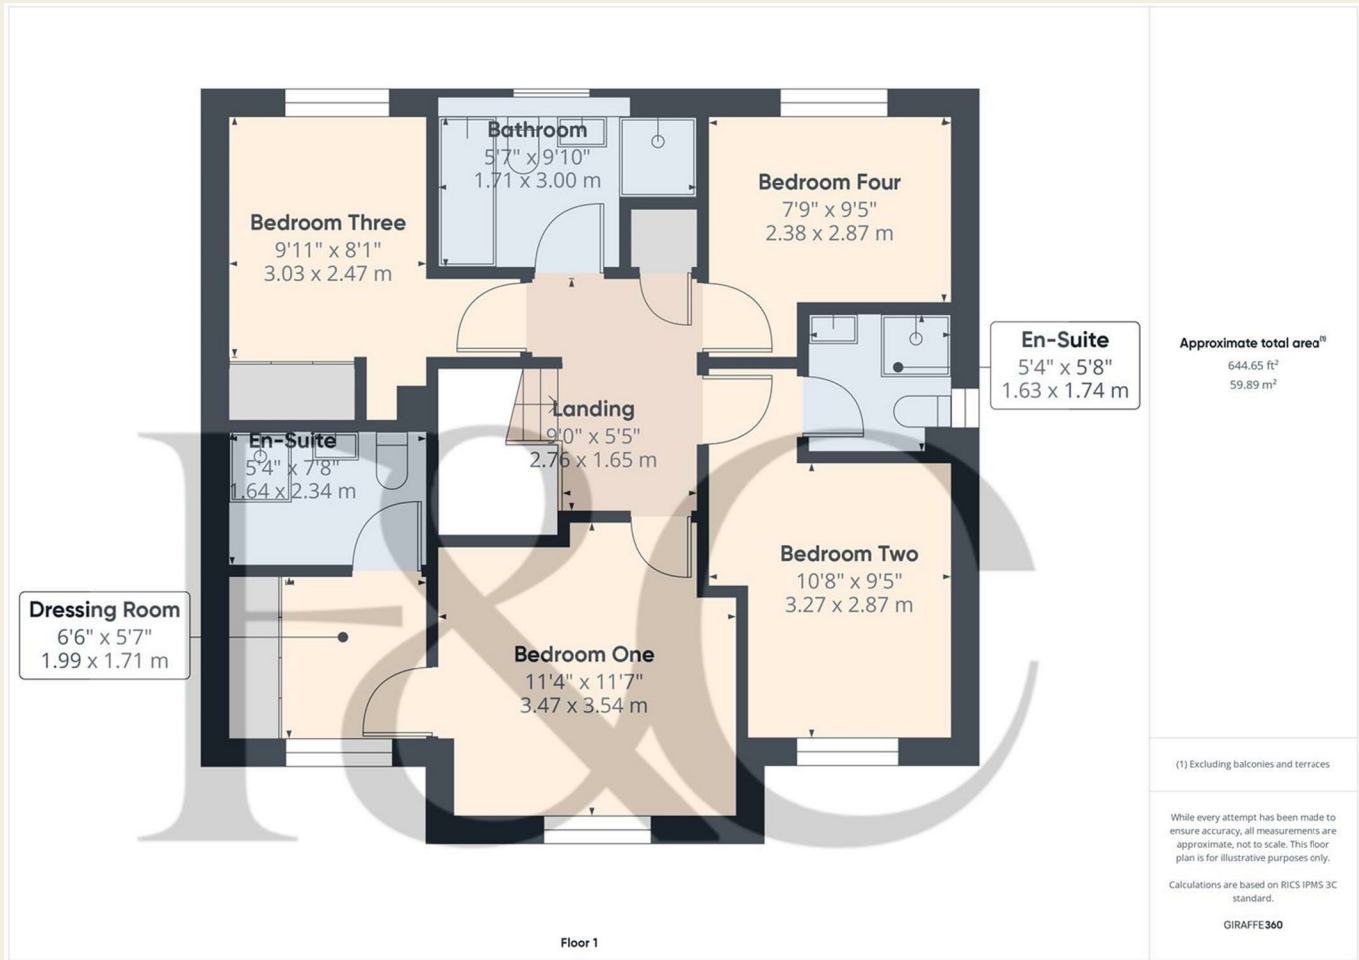 Bathroom
5'7" x 9'10"
1.71 x 3.00 m
Bedroom Four
7'9" x 9'5"
2.38 x 2.87 m
Bedroom Three
9'11" x 8'1"
3.03 x 2.47 m
En-Suite
5'4" x 5'8"
1.63 x 1.74 m
Landing
9'0" x 5'5"
2.76 x 1.65 m
En-Suite
5'4" x 7'8"
1.64 x 2.34 m
Bedroom Two
10'8" x 9'5"
3.27 x 2.87 m
Dressing Room
6'6" x 5'7"
1.99 x 1.71 m
Bedroom One
11'4" x 11'7"
3.47 x 3.54 m
F&C
Floor 1
Approximate total area⁽¹⁾
644.65 ft²
59.89 m²
(1) Excluding balconies and terraces
While every attempt has been made to
ensure accuracy, all measurements are
approximate, not to scale. This floor
plan is for illustrative purposes only.
Calculations are based on RICS IPMS 3C
standard.
GIRAFFE360